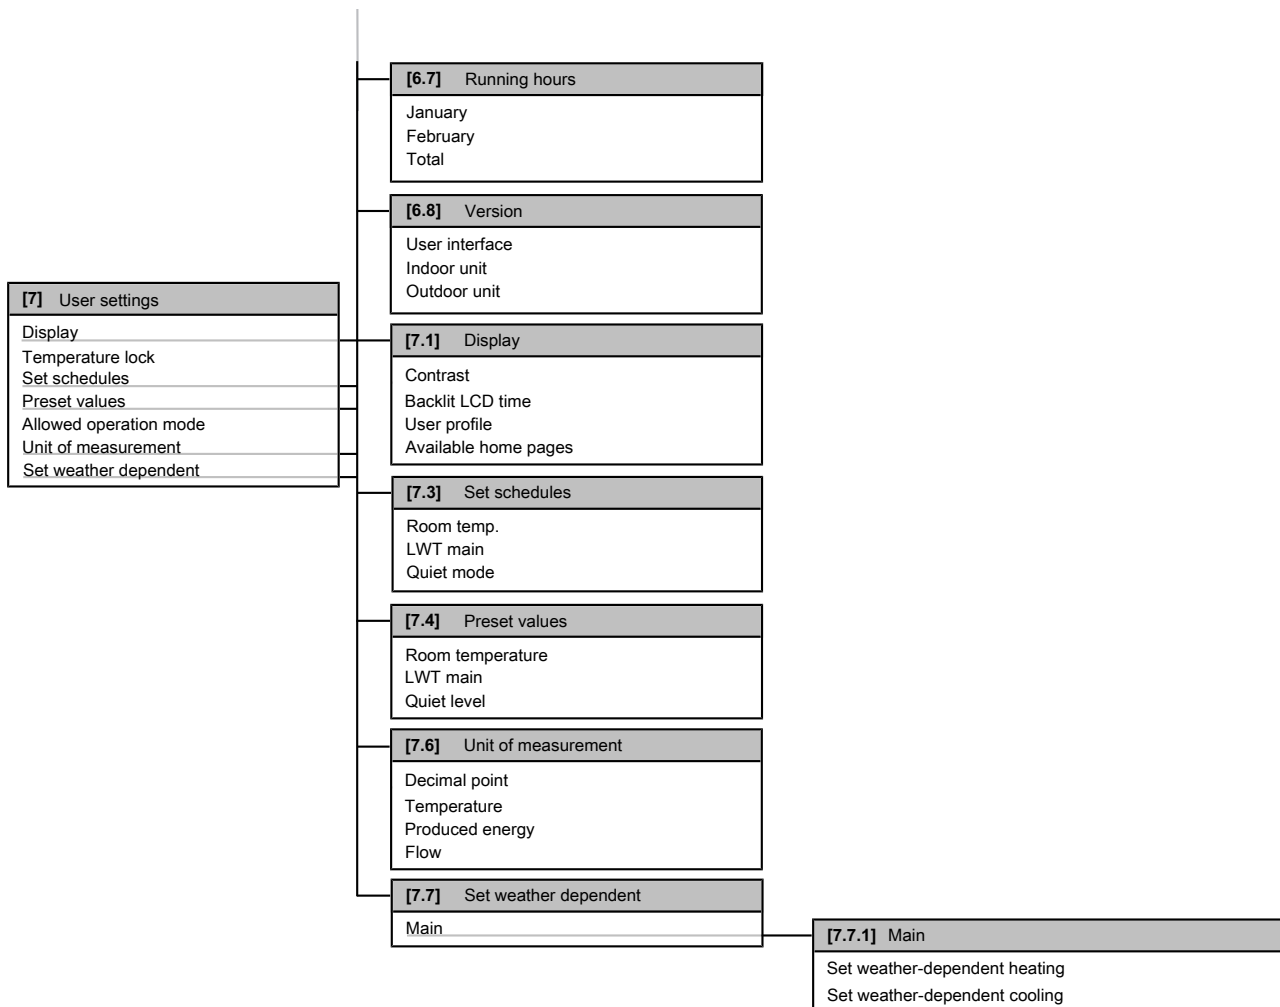 [6.7] Running hours
January
February
Total
[6.8] Version
User interface
Indoor unit
Outdoor unit
[7] User settings
Display
Temperature lock
Set schedules
Preset values
Allowed operation mode
Unit of measurement
Set weather dependent
[7.1] Display
Contrast
Backlit LCD time
User profile
Available home pages
[7.3] Set schedules
Room temp.
LWT main
Quiet mode
[7.4] Preset values
Room temperature
LWT main
Quiet level
[7.6] Unit of measurement
Decimal point
Temperature
Produced energy
Flow
[7.7] Set weather dependent
Main
[7.7.1] Main
Set weather-dependent heating
Set weather-dependent cooling